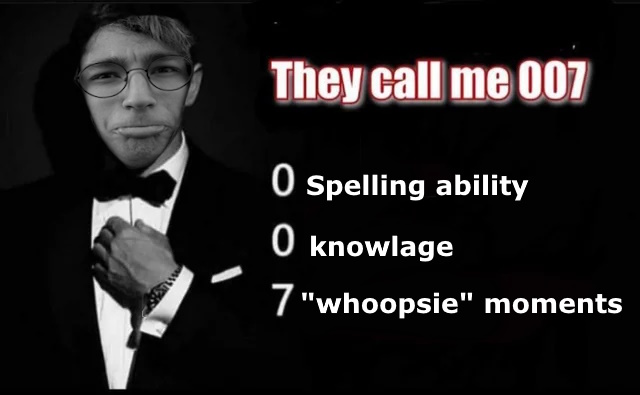 They call me 007
0 Spelling ability
0 knowlage
7 "whoopsie" moments